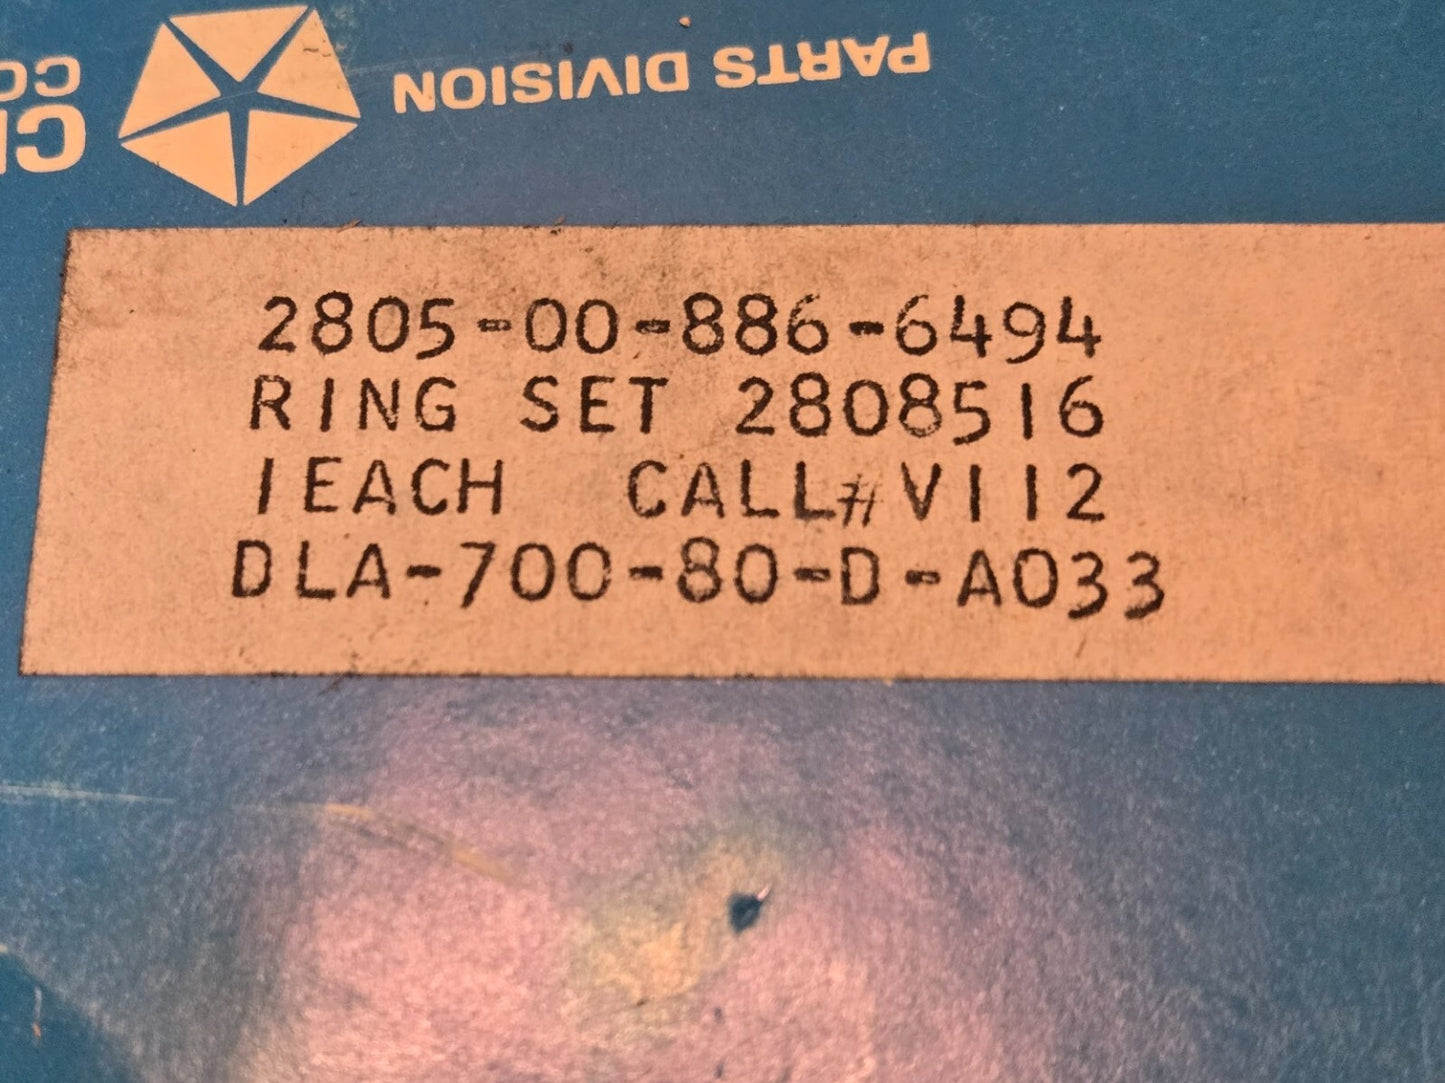 PARTS DIVISION
2805-00-886-6494
RING SET 2808516
1EACH CALL# V112
DLA-700-80-D-A033